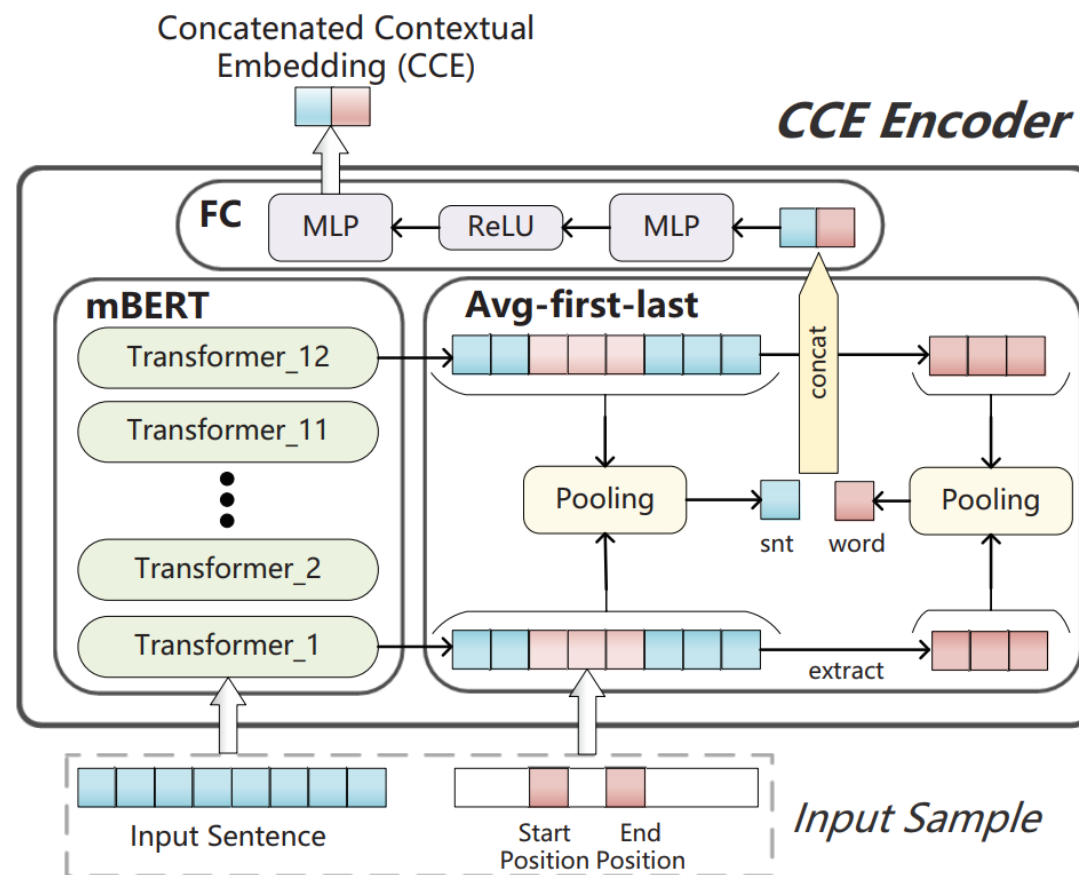 Concatenated Contextual
Embedding (CCE)
CCE Encoder
FC
MLP
ReLU
MLP
mBERT
Avg-first-last
Transformer_12
Transformer_11
concat
Pooling
Pooling
snt
word
Transformer_2
Transformer_1
extract
Input Sentence
Start
Position
End
Position
Input Sample